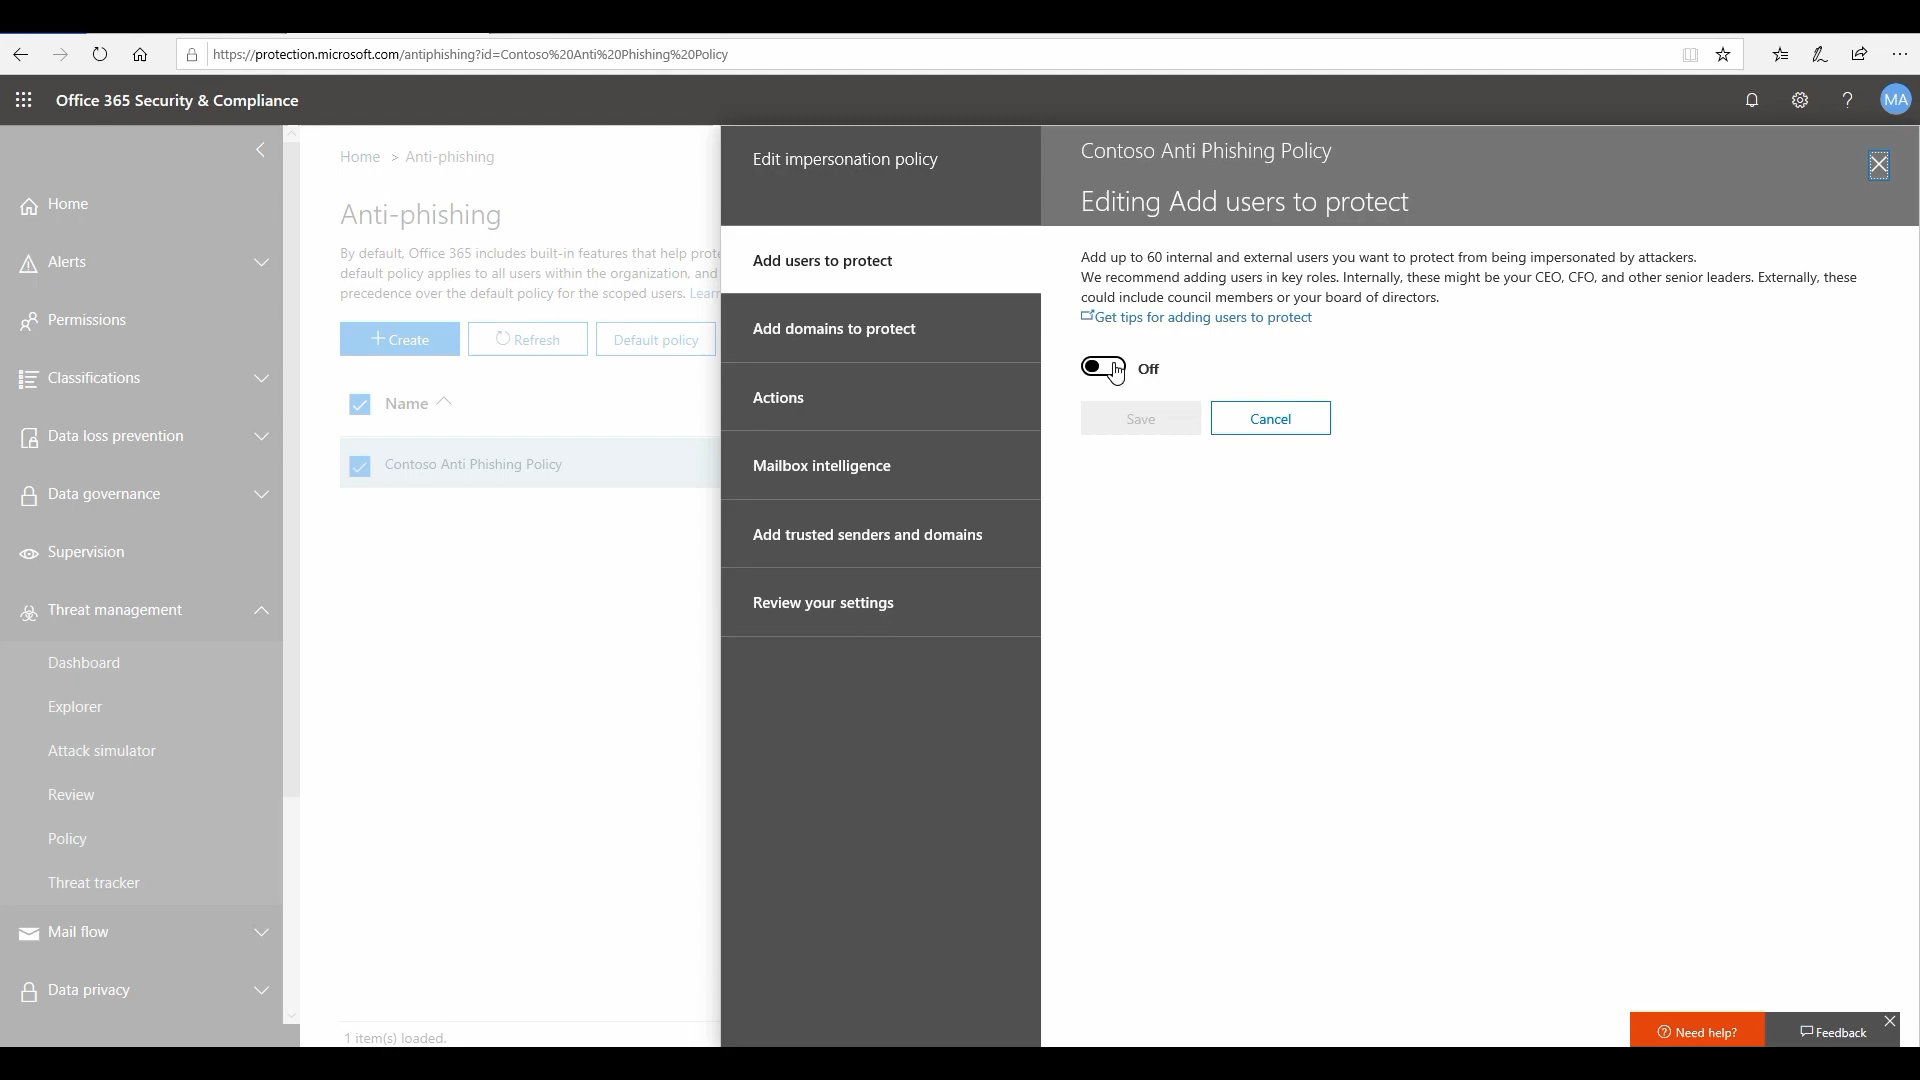 https://protection.microsoft.com/antiphishing?id=Contoso%20Anti%20Phishing%20Policy
Office 365 Security & Compliance
MA
Home
Alerts
Permissions
Classifications
Data loss prevention
Data governance
Supervision
Threat management
Dashboard
Explorer
Attack simulator
Review
Policy
Threat tracker
Mail flow
Data privacy
Home > Anti-phishing
Anti-phishing
By default, Office 365 includes built-in features that help prote
default policy applies to all users within the organization, and
precedence over the default policy for the scoped users. Learn
+ Create
Refresh
Default policy
Name
Contoso Anti Phishing Policy
1 item(s) loaded.
Edit impersonation policy
Add users to protect
Add domains to protect
Actions
Mailbox intelligence
Add trusted senders and domains
Review your settings
Contoso Anti Phishing Policy
Editing Add users to protect
Add up to 60 internal and external users you want to protect from being impersonated by attackers.
We recommend adding users in key roles. Internally, these might be your CEO, CFO, and other senior leaders. Externally, these
could include council members or your board of directors.
Get tips for adding users to protect
Off
Save
Cancel
Need help?
Feedback